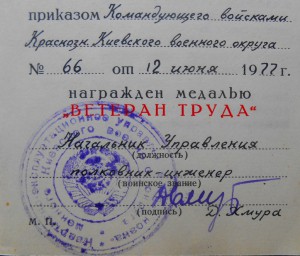 приказом Командующего войсками
Краснозн. Киевского военного округа
№ 66 от 12 июня 1977 г.
награжден медалью
"ВЕТЕРАН ТРУДА"
Начальник Управления
(должность)
полковник-инженер
(воинское звание)
(подпись) Д. Хмура
М. П.